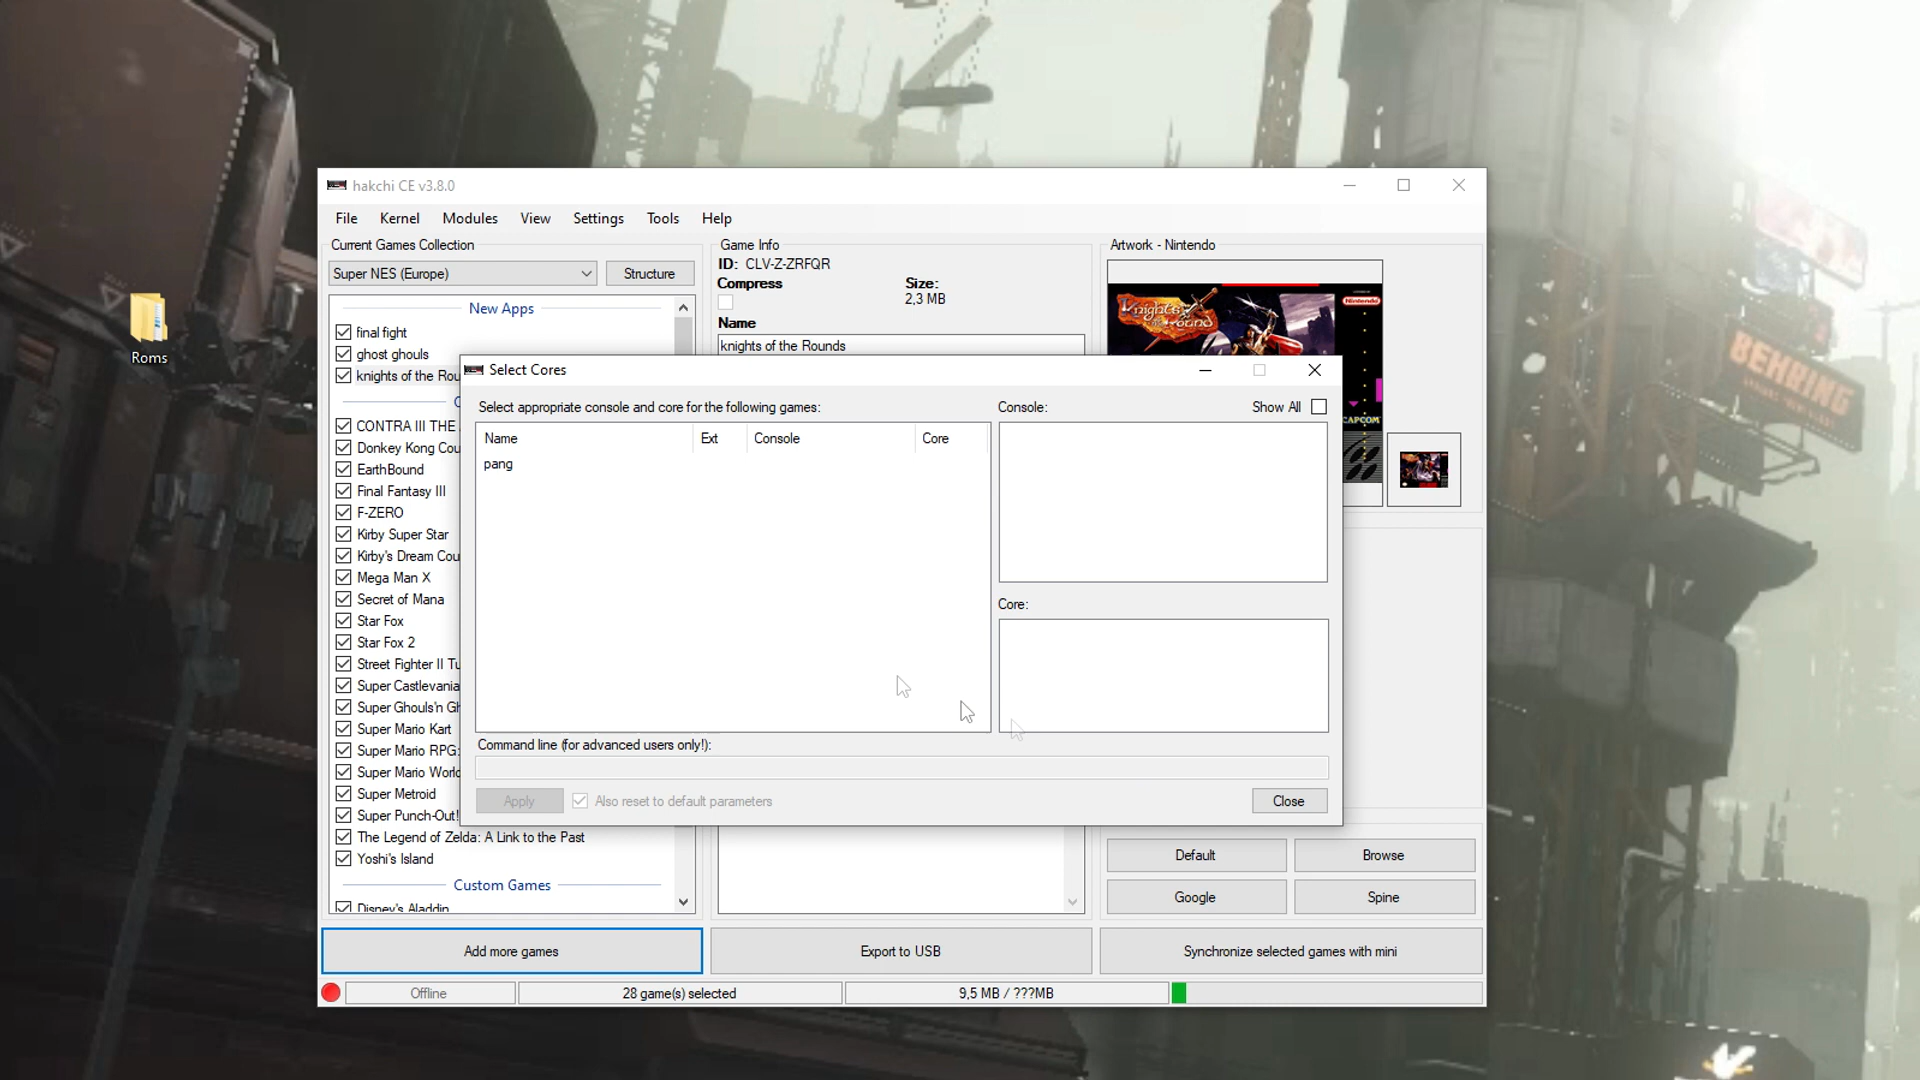 Roms
hakchi CE v3.8.0
File Kernel Modules View Settings Tools Help
Current Games Collection
Super NES (Europe)
Structure
New Apps
final fight
ghost ghouls
knights of the Rou
CONTRA III THE
Donkey Kong Cou
EarthBound
Final Fantasy III
F-ZERO
Kirby Super Star
Kirby's Dream Cou
Mega Man X
Secret of Mana
Star Fox
Star Fox 2
Street Fighter II Tu
Super Castlevania
Super Ghouls'n Gh
Super Mario Kart
Super Mario RPG:
Super Mario World
Super Metroid
Super Punch-Out!
The Legend of Zelda: A Link to the Past
Yoshi's Island
Custom Games
Disney's Aladdin
Game Info
ID: CLV-Z-ZRFQR
Compress
Size:
2,3 MB
Name
knights of the Rounds
Artwork - Nintendo
Knights of the Round
Nintendo
CAPCOM
Select Cores
Select appropriate console and core for the following games:
Name Ext Console Core
pang
Console:
Show All
Core:
Command line (for advanced users only!):
Apply
Also reset to default parameters
Close
Default
Browse
Google
Spine
Add more games
Export to USB
Synchronize selected games with mini
Offline
28 game(s) selected
9,5 MB / ???MB
BEHRING